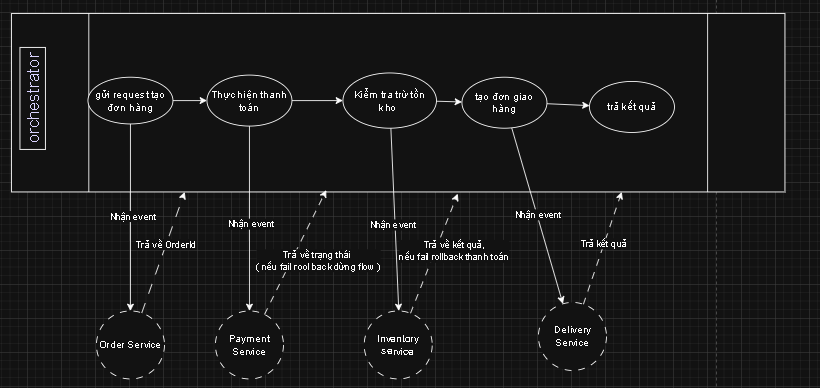 orchestrator
gửi request tạo
đơn hàng
Thực hiện thanh
toán
Kiểm tra trừ tồn
kho
tạo đơn giao
hàng
trả kết quả
Nhận event
Trả về OrderId
Nhận event
Trả về trạng thái
( nếu fail rool back dừng flow )
Nhận event
Trả về kết quả,
nếu fail rollback thanh toán
Nhận event
Trả kết quả
Order Service
Payment
Service
Inventory
service
Delivery
Service